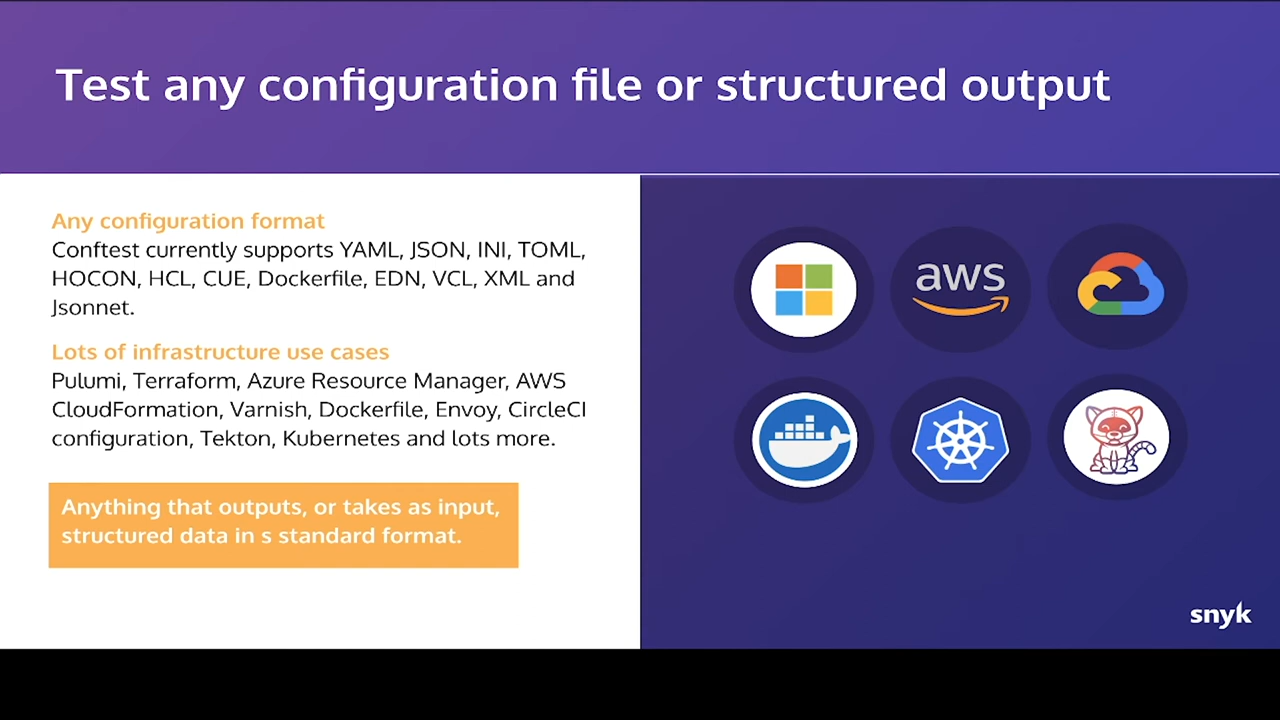 Test any configuration file or structured output
Any configuration format
Conftest currently supports YAML, JSON, INI, TOML,
HOCON, HCL, CUE, Dockerfile, EDN, VCL, XML and
Jsonnet.
Lots of infrastructure use cases
Pulumi, Terraform, Azure Resource Manager, AWS
CloudFormation, Varnish, Dockerfile, Envoy, CircleCI
configuration, Tekton, Kubernetes and lots more.
Anything that outputs, or takes as input,
structured data in s standard format.
aws
snyk